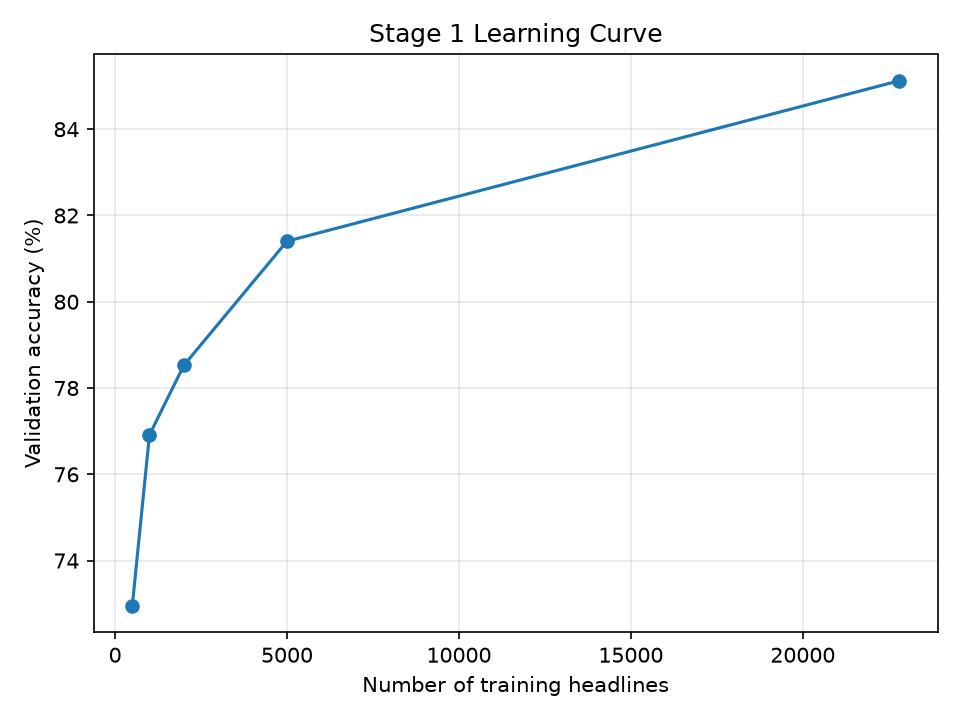 Stage 1 Learning Curve
84
82
80
78
76
74
Validation accuracy (%)
0 5000 10000 15000 20000
Number of training headlines